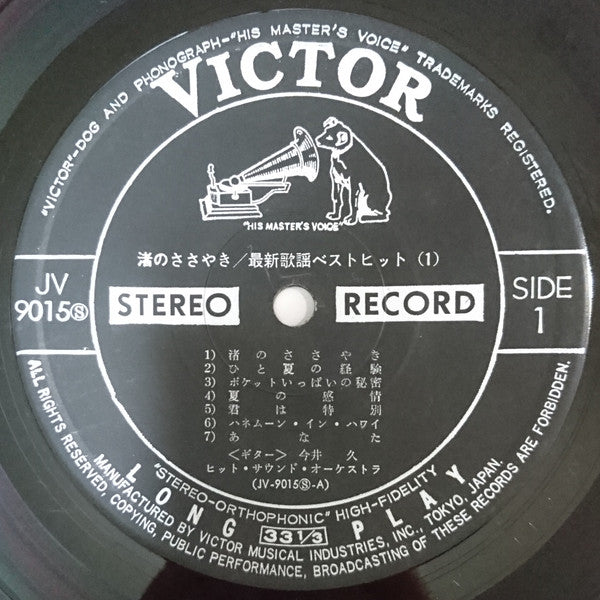 "VICTOR"–DOG AND PHONOGRAPH–"HIS MASTER'S VOICE" TRADEMARKS REGISTERED.
VICTOR
"HIS MASTER'S VOICE"
渚のささやき／最新歌謡ベストヒット (1)
JV
9015Ⓢ
STEREO RECORD
SIDE
1
1) 渚のささやき
2) ひと夏の経験
3) ポケットいっぱいの秘密
4) 夏の感情
5) 君は特別
6) ハネムーン・イン・ハワイ
7) あなた
＜ギター＞ 今井 久
ヒット・サウンド・オーケストラ
(JV-9015Ⓢ-A)
"STEREO-ORTHOPHONIC" HIGH-FIDELITY
LONG 33 1/3 PLAY
MANUFACTURED BY VICTOR MUSICAL INDUSTRIES, INC., TOKYO, JAPAN.
ALL RIGHTS RESERVED, COPYING, PUBLIC PERFORMANCE, BROADCASTING OF THESE RECORDS ARE FORBIDDEN.